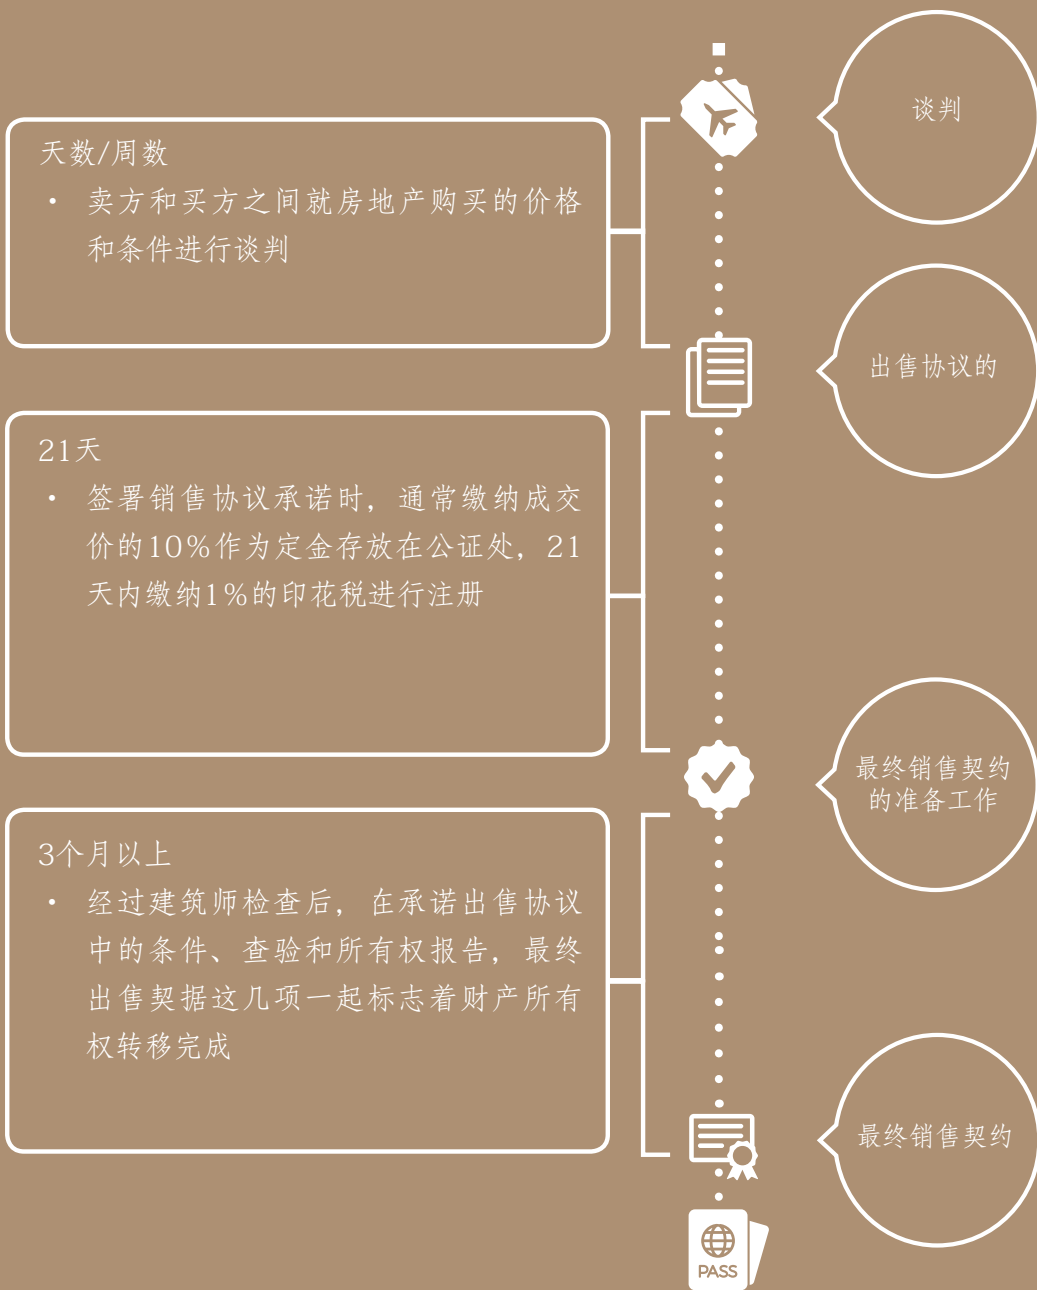 谈判
天数/周数
• 卖方和买方之间就房地产购买的价格
和条件进行谈判
出售协议的
21天
• 签署销售协议承诺时，通常缴纳成交
价的10%作为定金存放在公证处，21
天内缴纳1%的印花税进行注册
最终销售契约
的准备工作
3个月以上
• 经过建筑师检查后，在承诺出售协议
中的条件、查验和所有权报告，最终
出售契据这几项一起标志着财产所有
权转移完成
最终销售契约
PASS